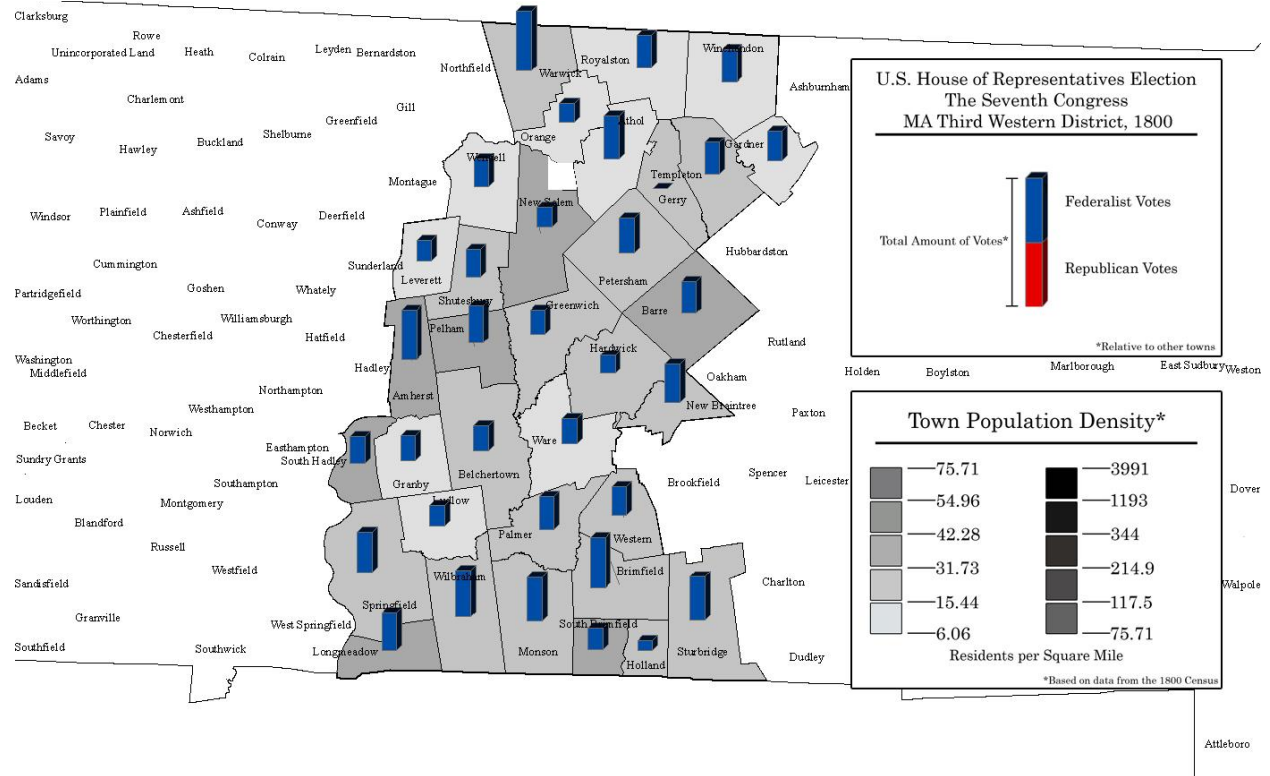 Clarksburg
Rowe
Unincorporated Land
Heath
Colrain
Leyden
Bernardston
Northfield
Warwick
Royalston
Winchendon
Adams
Charlemont
Gill
Ashburnham
Greenfield
Savoy
Hawley
Buckland
Shelburne
Orange
Athol
Gardner
Wendell
Montague
Templeton
Gerry
Windsor
Plainfield
Ashfield
Conway
Deerfield
New Salem
Hubbardston
Cummington
Sunderland
Leverett
Petersham
Partridgefield
Goshen
Whately
Shutesbury
Greenwich
Barre
Worthington
Williamsburgh
Chesterfield
Hatfield
Pelham
Rutland
Washington
Middlefield
Hadley
Hardwick
Oakham
Holden
Boylston
Marlborough
East Sudbury
Weston
Northampton
Amherst
New Braintree
Paxton
Westhampton
Becket
Chester
Norwich
Easthampton
South Hadley
Ware
Sundry Grants
Southampton
Granby
Belchertown
Brookfield
Spencer
Leicester
Dover
Louden
Montgomery
Ludlow
Blandford
Palmer
Western
Russell
Westfield
Wilbraham
Brimfield
Charlton
Walpole
Sandisfield
Granville
Springfield
West Springfield
South Brimfield
Southfield
Southwick
Longmeadow
Monson
Holland
Sturbridge
Dudley
Attleboro
U.S. House of Representatives Election
The Seventh Congress
MA Third Western District, 1800
Federalist Votes
Total Amount of Votes*
Republican Votes
*Relative to other towns
Town Population Density*
75.71
54.96
42.28
31.73
15.44
6.06
3991
1193
344
214.9
117.5
75.71
Residents per Square Mile
*Based on data from the 1800 Census